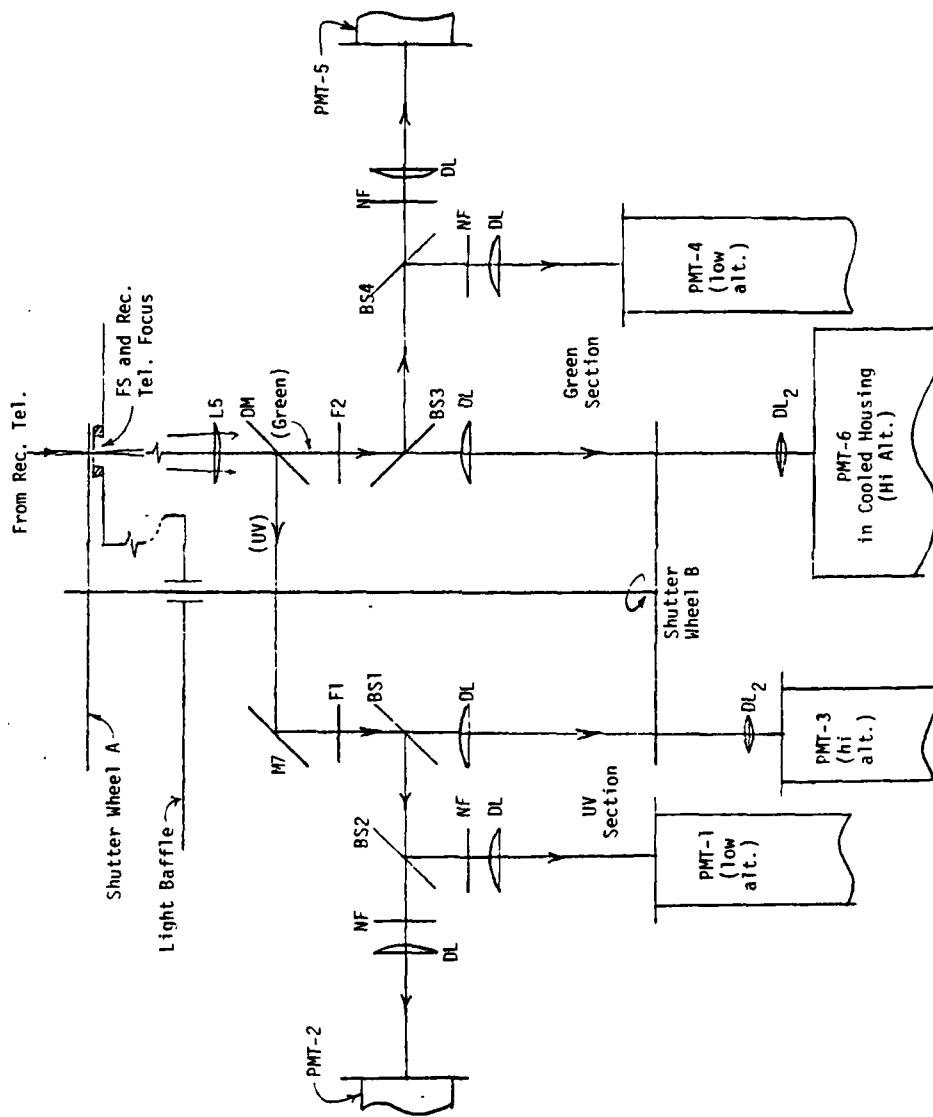 From Rec. Tel.
FS and Rec.
Tel. Focus
Shutter Wheel A
Light Baffle
L5
DM
(Green)
(UV)
M7
F1
F2
BS1
BS2
BS3
BS4
NF
DL
PMT-5
NF
DL
PMT-4
(low
alt.)
DL
Green
Section
DL2
PMT-6
in Cooled Housing
(Hi Alt.)
Shutter
Wheel B
DL
DL2
PMT-3
(hi
alt.)
UV
Section
NF
DL
PMT-1
(low
alt.)
NF
DL
PMT-2